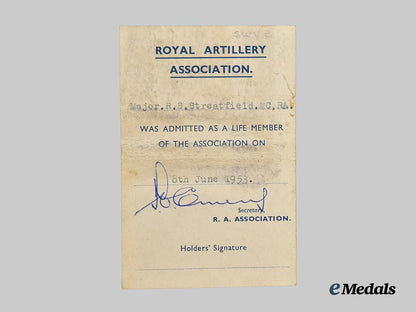 ROYAL ARTILLERY
ASSOCIATION.
Major.R.S.Streatfield.MC,RA.
WAS ADMITTED AS A LIFE MEMBER
OF THE ASSOCIATION ON
8th June 1953.
Secretary
R. A. ASSOCIATION.
Holders' Signature
eMedals